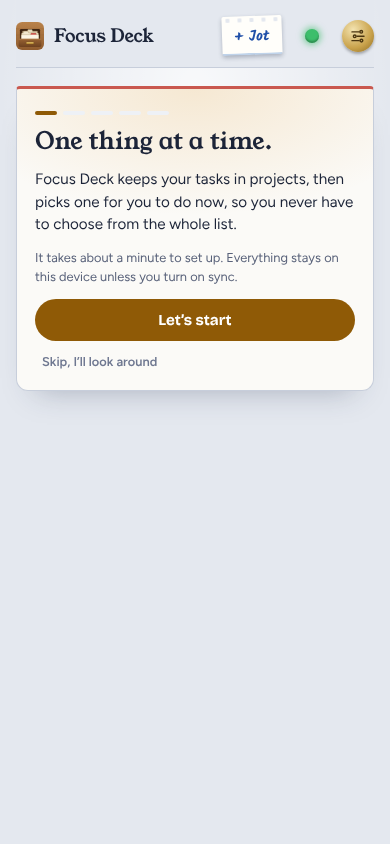 Focus Deck
+ Jot
One thing at a time.
Focus Deck keeps your tasks in projects, then
picks one for you to do now, so you never have
to choose from the whole list.
It takes about a minute to set up. Everything stays on
this device unless you turn on sync.
Let’s start
Skip, I’ll look around